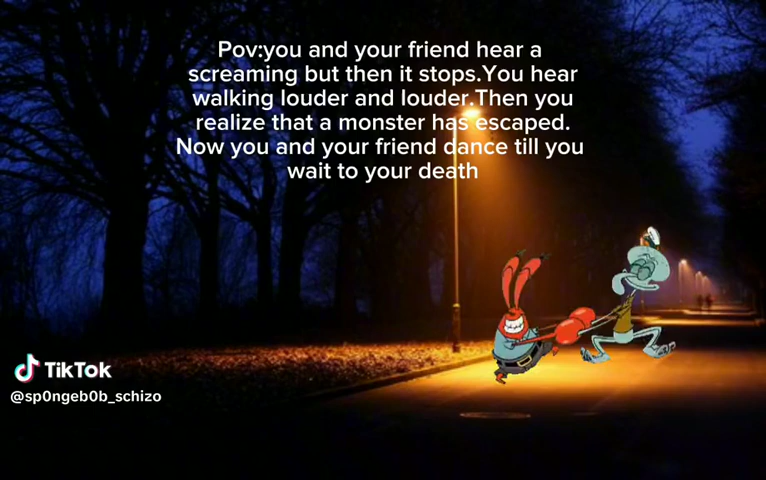 Pov:you and your friend hear a
screaming but then it stops.You hear
walking louder and louder.Then you
realize that a monster has escaped.
Now you and your friend dance till you
wait to your death
TikTok
@sp0ngeb0b_schizo